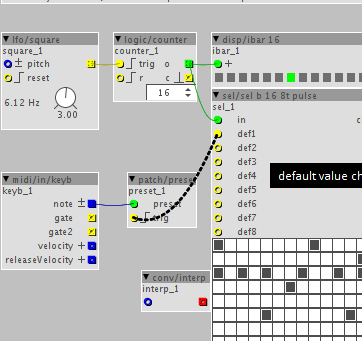 lfo/square
square_1
pitch
reset
6.12 Hz
3.00
logic/counter
counter_1
trig o
r c
16
disp/ibar 16
ibar_1
+
sel/sel b 16 8t pulse
sel_1
in
def1
def2
def3
def4
def5
def6
def7
def8
default value ch
midi/in/keyb
keyb_1
note
gate
gate2
velocity
releaseVelocity
patch/prese
preset_1
preset
trig
conv/interp
interp_1